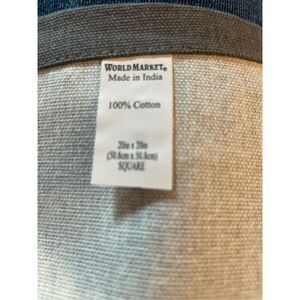 WORLD MARKET®
Made in India
100% Cotton
20in x 20in
(50.8cm x 50.8cm)
SQUARE